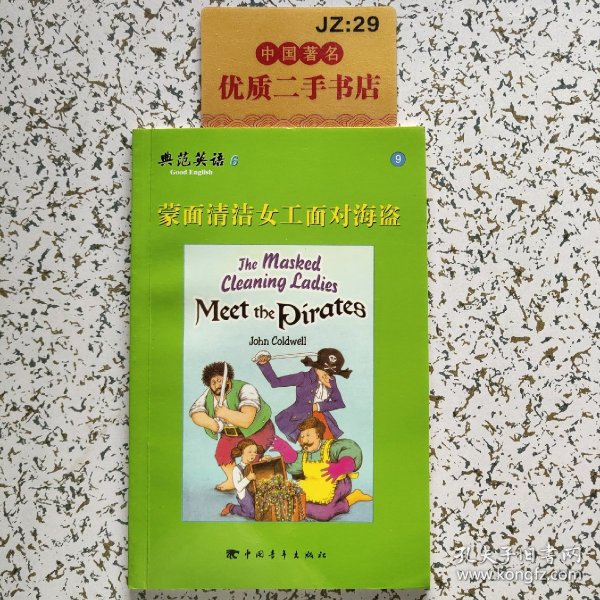 JZ:29
中国著名
优质二手书店
典范英语 6
Good English
9
蒙面清洁女工面对海盗
The Masked
Cleaning Ladies
Meet the Pirates
John Coldwell
中国青年出版社
孔夫子旧书网
www.kongfz.com